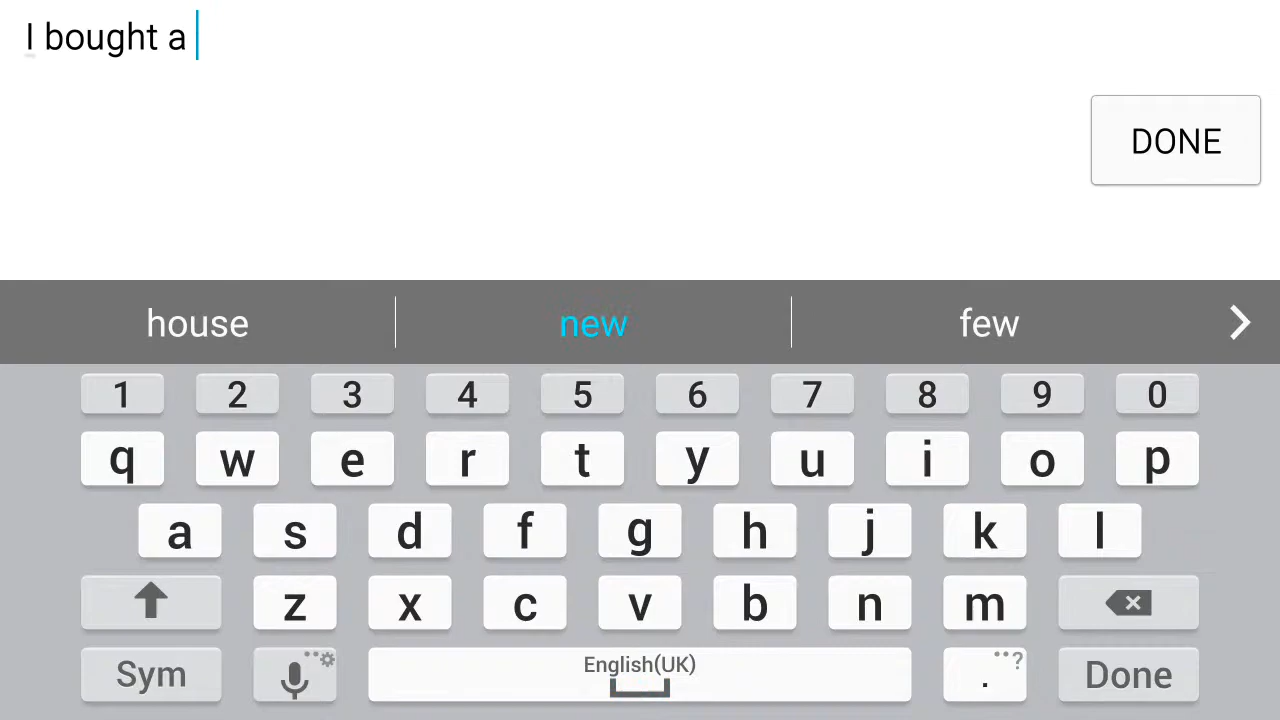 I bought a
DONE
house new few
1 2 3 4 5 6 7 8 9 0
q w e r t y u i o p
a s d f g h j k l
z x c v b n m
Sym English(UK) . ? Done